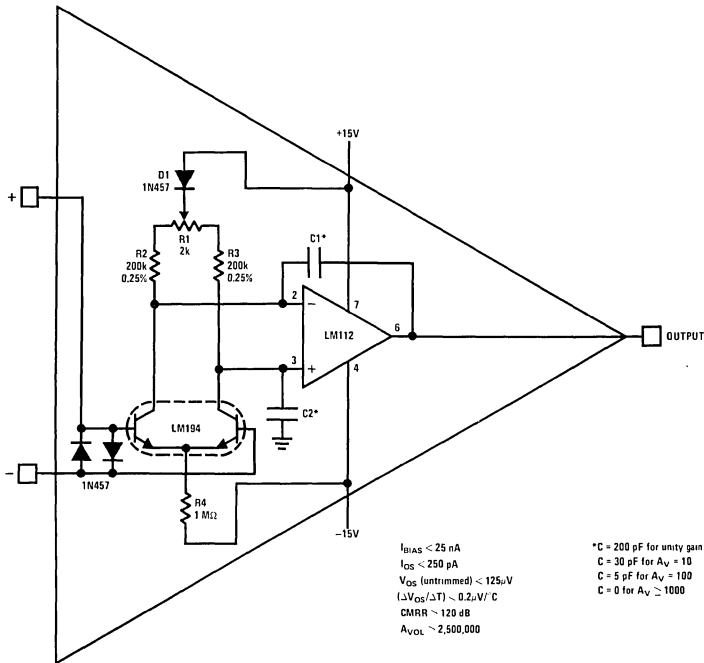 +15V
D1
1N457
+
R1
2k
R2
200k
0.25%
R3
200k
0.25%
C1*
2
−
7
LM112
6
OUTPUT
3
+
4
C2*
LM194
−
1N457
R4
1 MΩ
−15V
I_BIAS < 25 nA
I_OS < 250 pA
V_OS (untrimmed) < 125μV
(ΔV_OS/ΔT) ~ 0.2μV/°C
CMRR > 120 dB
A_VOL > 2,500,000
*C = 200 pF for unity gain
C = 30 pF for A_V = 10
C = 5 pF for A_V = 100
C = 0 for A_V ≥ 1000